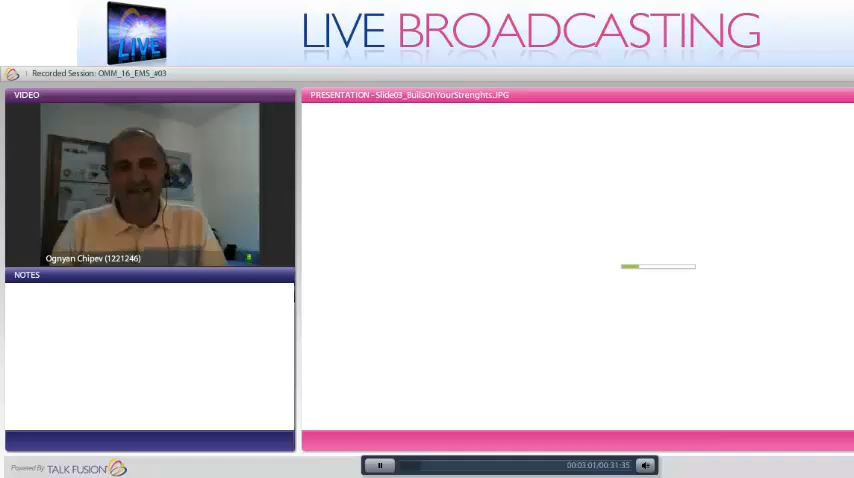 LIVE
LIVE BROADCASTING
Recorded Session: OMM_16_EMS_#03
VIDEO
PRESENTATION - Slide03_BuilsOnYourStrenghts.JPG
Ognyan Chipev (1221246)
NOTES
Powered By TALK FUSION
00:03:01/00:31:35